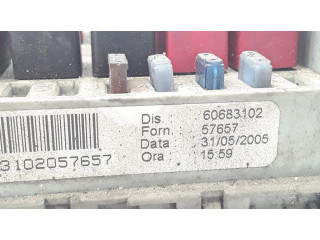 Dis. 60683102
Forn. 57657
Data 31/05/2005
Ora 15:59
3102057657